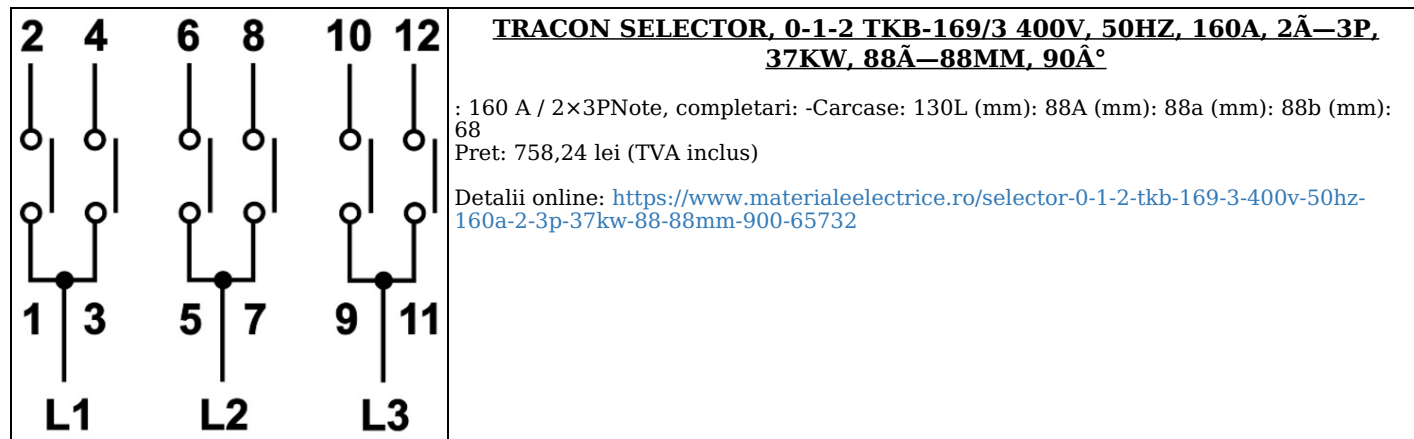 2 4 6 8 10 12
1 3 5 7 9 11
L1 L2 L3
TRACON SELECTOR, 0-1-2 TKB-169/3 400V, 50HZ, 160A, 2Ã—3P,
37KW, 88Ã—88MM, 90Â°
: 160 A / 2×3PNote, completari: -Carcase: 130L (mm): 88A (mm): 88a (mm): 88b (mm):
68
Pret: 758,24 lei (TVA inclus)
Detalii online: https://www.materialeelectrice.ro/selector-0-1-2-tkb-169-3-400v-50hz-
160a-2-3p-37kw-88-88mm-900-65732